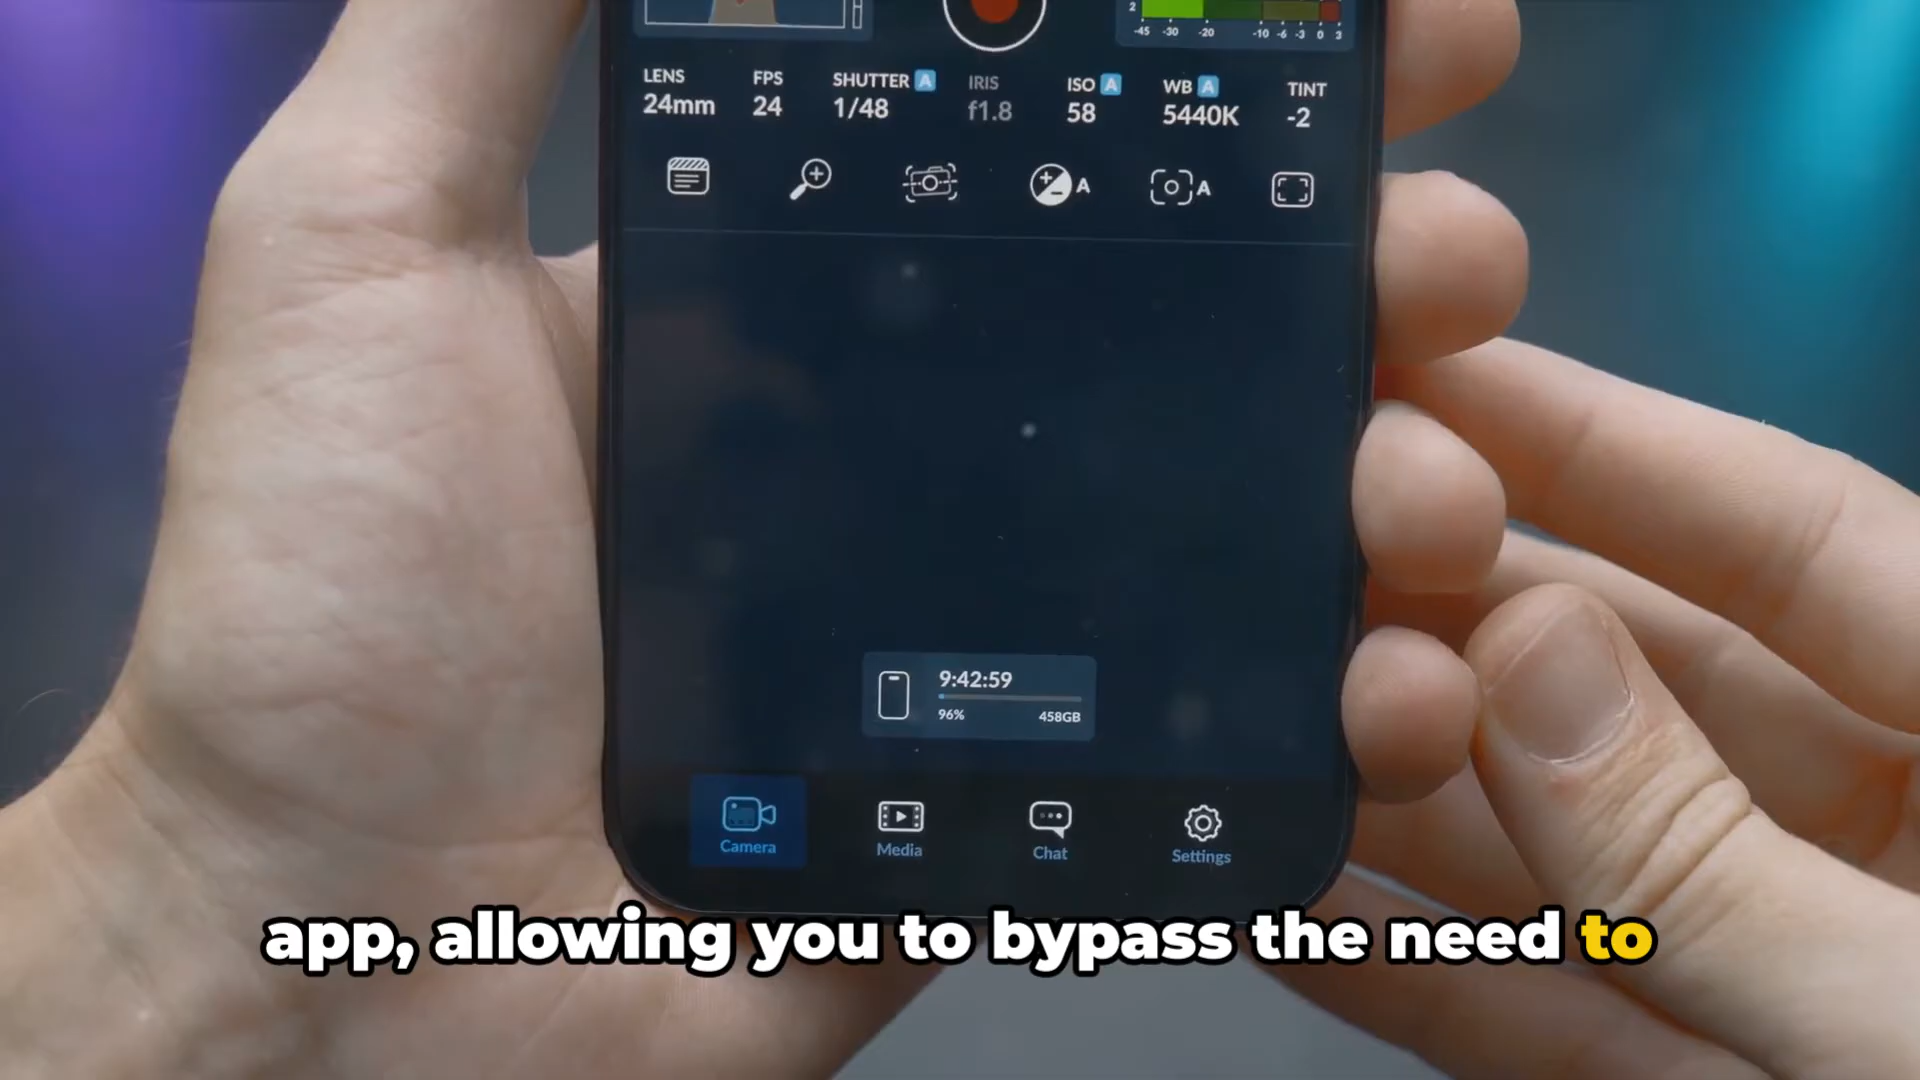 2
-45 -30 -20 -10 -6 -3 0 3
LENS FPS SHUTTER A IRIS ISO A WB A TINT
24mm 24 1/48 f1.8 58 5440K -2
A A
9:42:59
96% 458GB
Camera Media Chat Settings
app, allowing you to bypass the need to